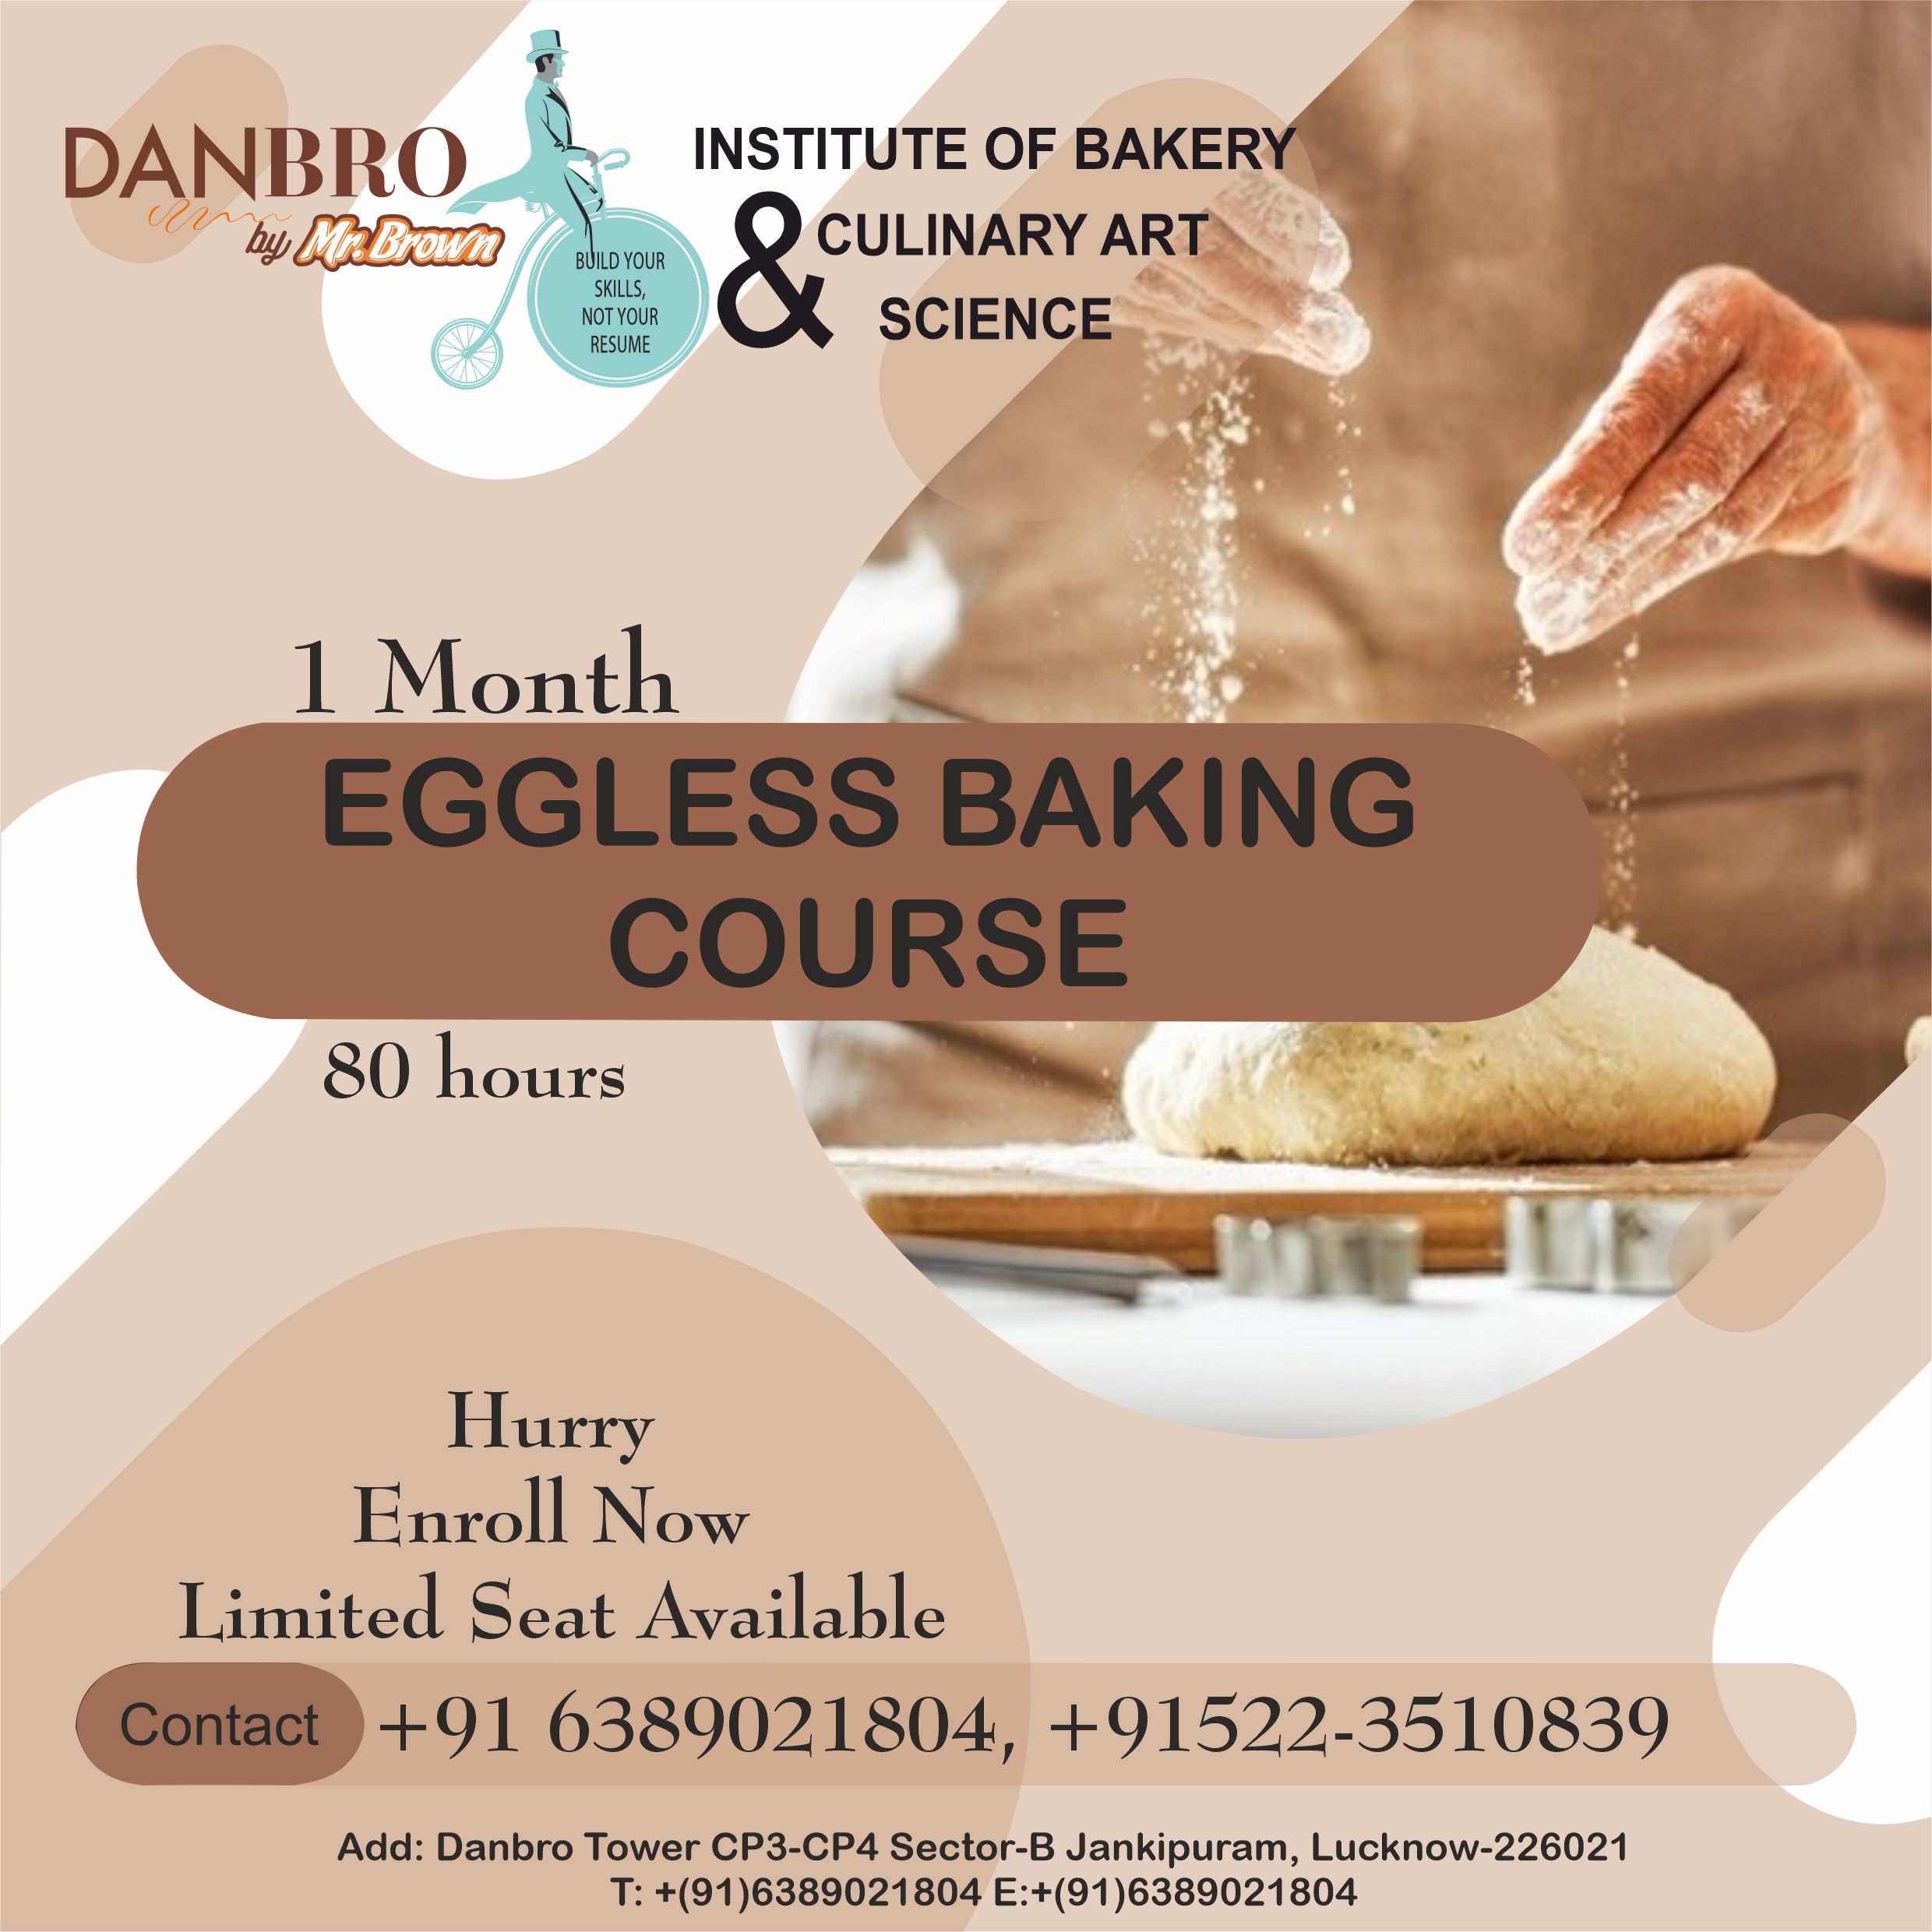 DANBRO
by Mr. Brown
BUILD YOUR
SKILLS,
NOT YOUR
RESUME
INSTITUTE OF BAKERY
& CULINARY ART
SCIENCE
1 Month
EGGLESS BAKING
COURSE
80 hours
Hurry
Enroll Now
Limited Seat Available
Contact +91 6389021804, +91522-3510839
Add: Danbro Tower CP3-CP4 Sector-B Jankipuram, Lucknow-226021
T: +(91)6389021804 E:+(91)6389021804